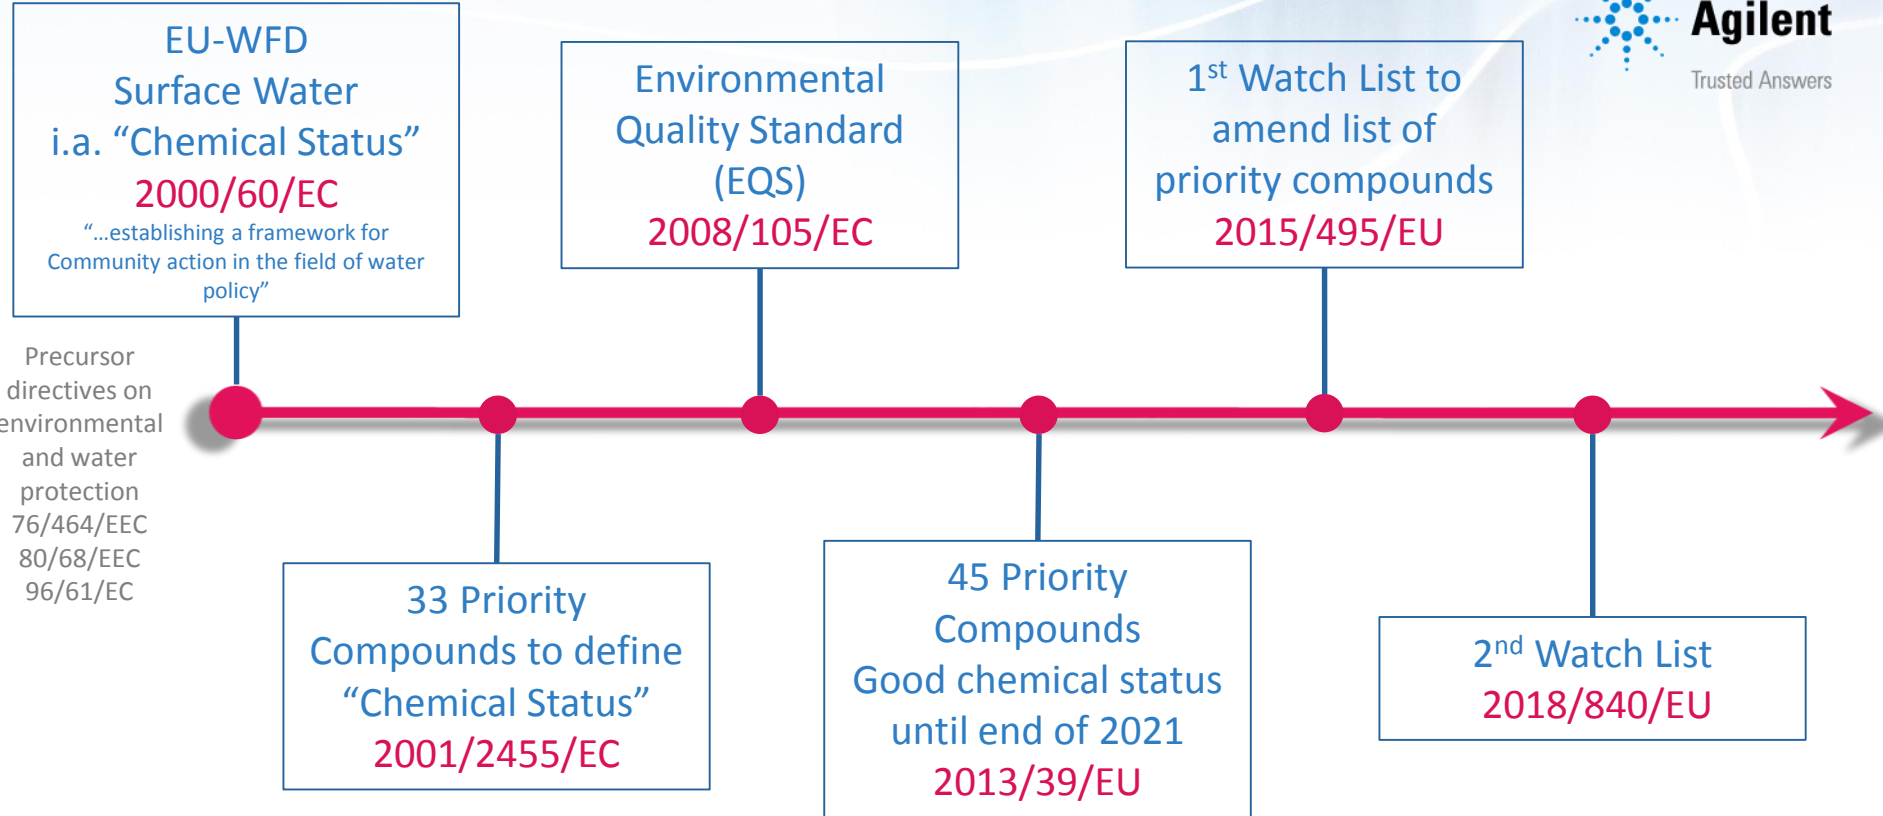 Agilent
Trusted Answers
EU-WFD
Surface Water
i.a. “Chemical Status”
2000/60/EC
“…establishing a framework for
Community action in the field of water
policy”
Environmental
Quality Standard
(EQS)
2008/105/EC
1st Watch List to
amend list of
priority compounds
2015/495/EU
Precursor
directives on
environmental
and water
protection
76/464/EEC
80/68/EEC
96/61/EC
33 Priority
Compounds to define
“Chemical Status”
2001/2455/EC
45 Priority
Compounds
Good chemical status
until end of 2021
2013/39/EU
2nd Watch List
2018/840/EU